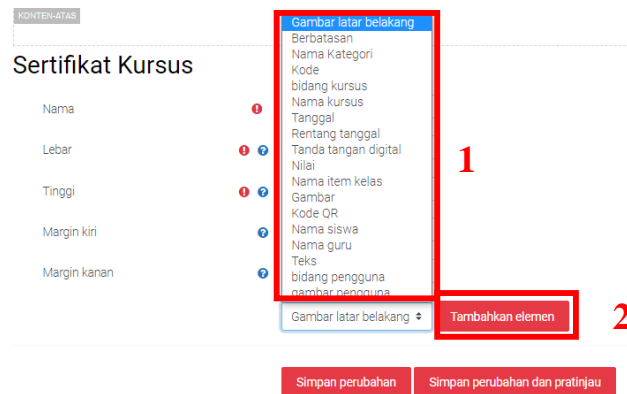 KONTEN-ATAS
Sertifikat Kursus
Gambar latar belakang
Berbatasan
Nama Kategori
Kode
bidang kursus
Nama kursus
Tanggal
Rentang tanggal
Tanda tangan digital
Nilai
Nama item kelas
Gambar
Kode QR
Nama siswa
Nama guru
Teks
bidang pengguna
gambar pengguna
1
Nama
Lebar
Tinggi
Margin kiri
Margin kanan
Gambar latar belakang
Tambahkan elemen
2
Simpan perubahan
Simpan perubahan dan pratinjau